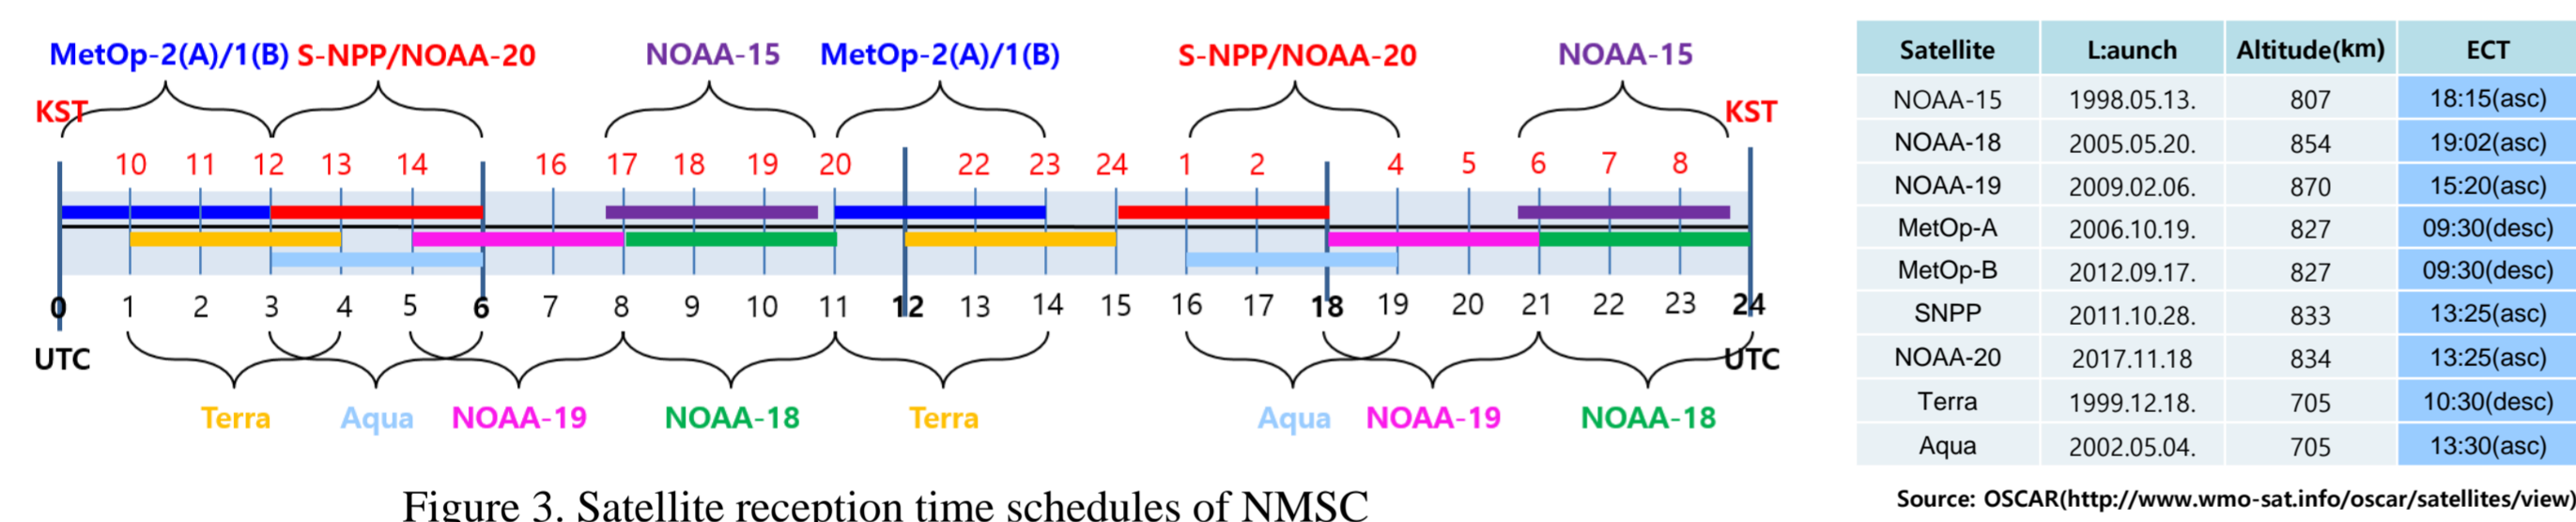 MetOp-2(A)/1(B) S-NPP/NOAA-20 NOAA-15 MetOp-2(A)/1(B) S-NPP/NOAA-20 NOAA-15
KST KST
10 11 12 13 14 16 17 18 19 20 22 23 24 1 2 4 5 6 7 8
0 1 2 3 4 5 6 7 8 9 10 11 12 13 14 15 16 17 18 19 20 21 22 23 24
UTC UTC
Terra Aqua NOAA-19 NOAA-18 Terra Aqua NOAA-19 NOAA-18
Figure 3. Satellite reception time schedules of NMSC
Satellite L:aunch Altitude(km) ECT
NOAA-15 1998.05.13. 807 18:15(asc)
NOAA-18 2005.05.20. 854 19:02(asc)
NOAA-19 2009.02.06. 870 15:20(asc)
MetOp-A 2006.10.19. 827 09:30(desc)
MetOp-B 2012.09.17. 827 09:30(desc)
SNPP 2011.10.28. 833 13:25(asc)
NOAA-20 2017.11.18 834 13:25(asc)
Terra 1999.12.18. 705 10:30(desc)
Aqua 2002.05.04. 705 13:30(asc)
Source: OSCAR(http://www.wmo-sat.info/oscar/satellites/view)